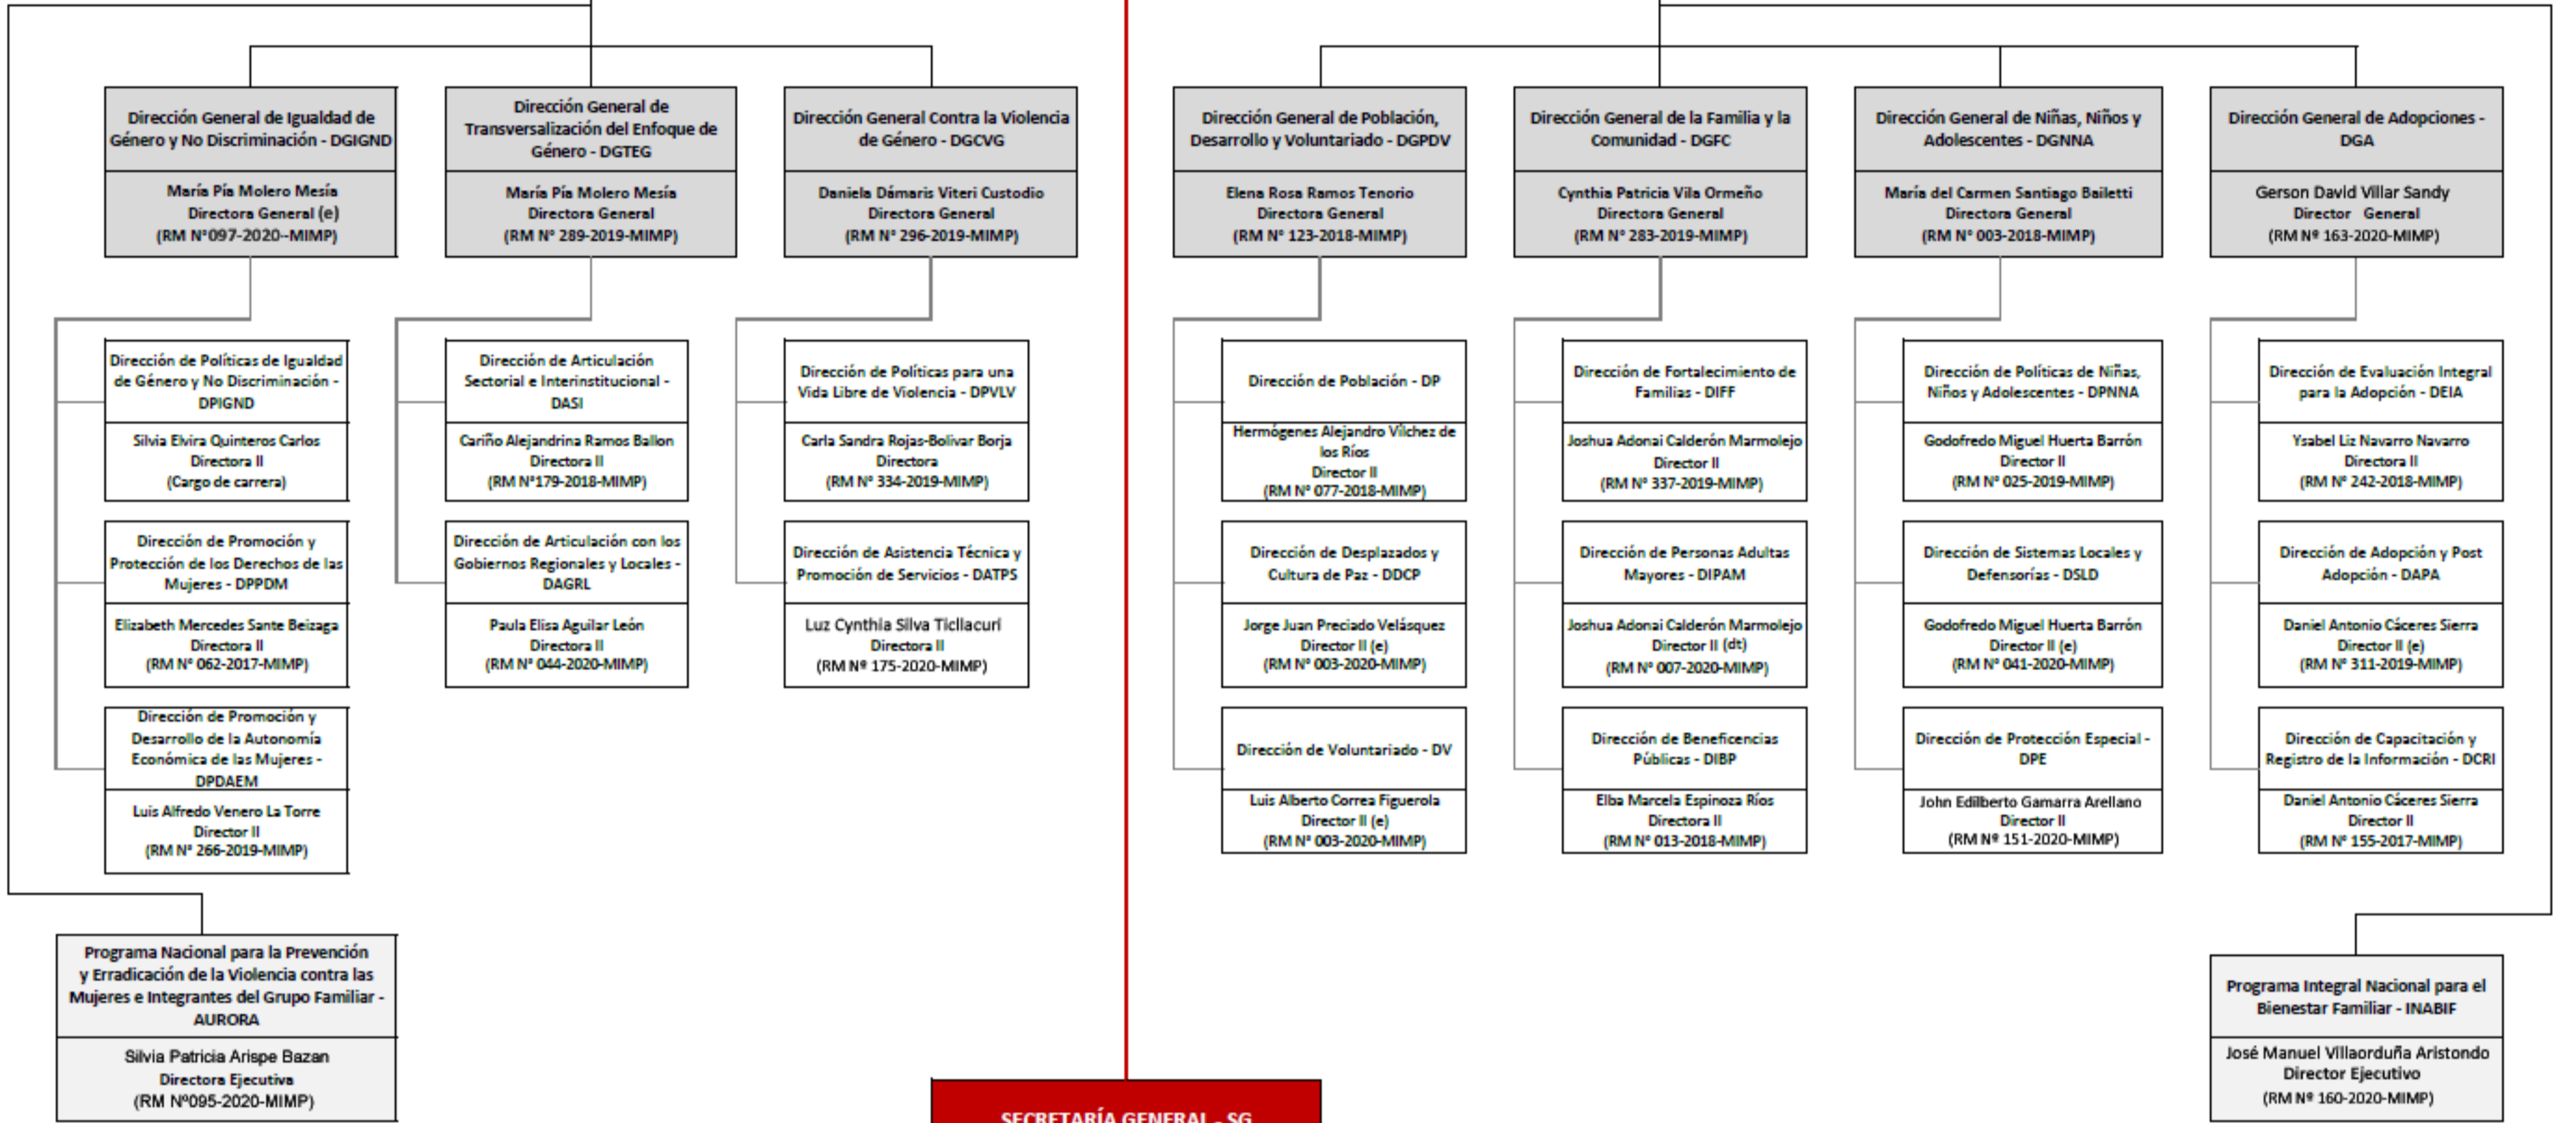 Dirección General de Igualdad de
Género y No Discriminación - DGIGND
María Pía Molero Mesía
Directora General (e)
(RM N°097-2020--MIMP)
Dirección General de
Transversalización del Enfoque de
Género - DGTEG
María Pía Molero Mesía
Directora General
(RM N° 289-2019-MIMP)
Dirección General Contra la Violencia
de Género - DGCVG
Daniela Dámaris Viteri Custodio
Directora General
(RM N° 296-2019-MIMP)
Dirección General de Población,
Desarrollo y Voluntariado - DGPDV
Elena Rosa Ramos Tenorio
Directora General
(RM N° 123-2018-MIMP)
Dirección General de la Familia y la
Comunidad - DGFC
Cynthia Patricia Vila Ormeño
Directora General
(RM N° 283-2019-MIMP)
Dirección General de Niñas, Niños y
Adolescentes - DGNNA
María del Carmen Santiago Bailetti
Directora General
(RM N° 003-2018-MIMP)
Dirección General de Adopciones -
DGA
Gerson David Villar Sandy
Director General
(RM Nº 163-2020-MIMP)
Dirección de Políticas de Igualdad
de Género y No Discriminación -
DPIGND
Silvia Elvira Quinteros Carlos
Directora II
(Cargo de carrera)
Dirección de Promoción y
Protección de los Derechos de las
Mujeres - DPPDM
Elizabeth Mercedes Sante Beizaga
Directora II
(RM N° 062-2017-MIMP)
Dirección de Promoción y
Desarrollo de la Autonomía
Económica de las Mujeres -
DPDAEM
Luis Alfredo Venero La Torre
Director II
(RM N° 266-2019-MIMP)
Dirección de Articulación
Sectorial e Interinstitucional -
DASI
Cariño Alejandrina Ramos Ballon
Directora II
(RM N°179-2018-MIMP)
Dirección de Articulación con los
Gobiernos Regionales y Locales -
DAGRL
Paula Elisa Aguilar León
Directora II
(RM N° 044-2020-MIMP)
Dirección de Políticas para una
Vida Libre de Violencia - DPVLV
Carla Sandra Rojas-Bolivar Borja
Directora
(RM N° 334-2019-MIMP)
Dirección de Asistencia Técnica y
Promoción de Servicios - DATPS
Luz Cynthia Silva Ticllacuri
Directora II
(RM Nº 175-2020-MIMP)
Dirección de Población - DP
Hermógenes Alejandro Vílchez de
los Ríos
Director II
(RM N° 077-2018-MIMP)
Dirección de Desplazados y
Cultura de Paz - DDCP
Jorge Juan Preciado Velásquez
Director II (e)
(RM N° 003-2020-MIMP)
Dirección de Voluntariado - DV
Luis Alberto Correa Figuerola
Director II (e)
(RM N° 003-2020-MIMP)
Dirección de Fortalecimiento de
Familias - DIFF
Joshua Adonai Calderón Marmolejo
Director II
(RM N° 337-2019-MIMP)
Dirección de Personas Adultas
Mayores - DIPAM
Joshua Adonai Calderón Marmolejo
Director II (dt)
(RM N° 007-2020-MIMP)
Dirección de Beneficencias
Públicas - DIBP
Elba Marcela Espinoza Ríos
Directora II
(RM N° 013-2018-MIMP)
Dirección de Políticas de Niñas,
Niños y Adolescentes - DPNNA
Godofredo Miguel Huerta Barrón
Director II
(RM N° 025-2019-MIMP)
Dirección de Sistemas Locales y
Defensorías - DSLD
Godofredo Miguel Huerta Barrón
Director II (e)
(RM N° 041-2020-MIMP)
Dirección de Protección Especial -
DPE
John Edilberto Gamarra Arellano
Director II
(RM Nº 151-2020-MIMP)
Dirección de Evaluación Integral
para la Adopción - DEIA
Ysabel Liz Navarro Navarro
Directora II
(RM N° 242-2018-MIMP)
Dirección de Adopción y Post
Adopción - DAPA
Daniel Antonio Cáceres Sierra
Director II (e)
(RM N° 311-2019-MIMP)
Dirección de Capacitación y
Registro de la Información - DCRI
Daniel Antonio Cáceres Sierra
Director II
(RM N° 155-2017-MIMP)
Programa Nacional para la Prevención
y Erradicación de la Violencia contra las
Mujeres e Integrantes del Grupo Familiar -
AURORA
Silvia Patricia Arispe Bazan
Directora Ejecutiva
(RM Nº095-2020-MIMP)
Programa Integral Nacional para el
Bienestar Familiar - INABIF
José Manuel Villaorduña Aristondo
Director Ejecutivo
(RM Nº 160-2020-MIMP)
SECRETARÍA GENERAL - SG